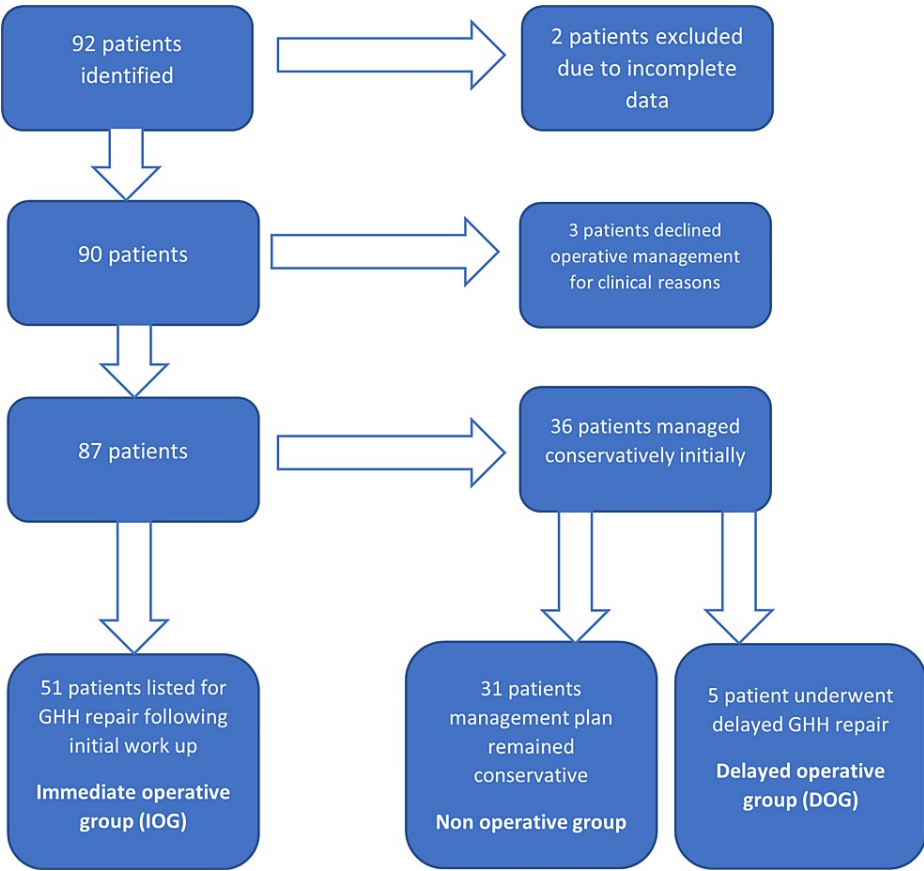 92 patients
identified
2 patients excluded
due to incomplete
data
90 patients
3 patients declined
operative management
for clinical reasons
87 patients
36 patients managed
conservatively initially
51 patients listed for
GHH repair following
initial work up
Immediate operative
group (IOG)
31 patients
management plan
remained
conservative
Non operative group
5 patient underwent
delayed GHH repair
Delayed operative
group (DOG)